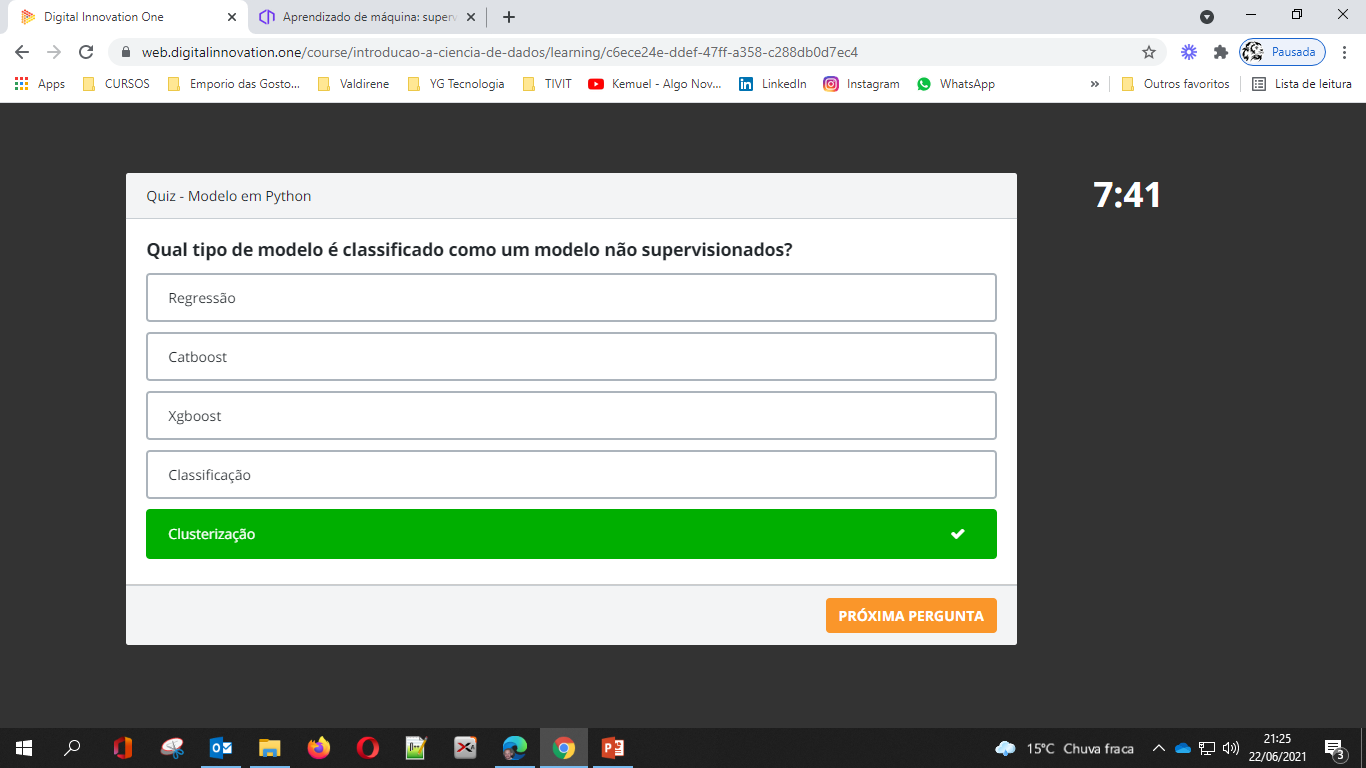 Digital Innovation One
Aprendizado de máquina: superv
web.digitalinnovation.one/course/introducao-a-ciencia-de-dados/learning/c6ece24e-ddef-47ff-a358-c288db0d7ec4
Pausada
Apps
CURSOS
Emporio das Gosto...
Valdirene
YG Tecnologia
TIVIT
Kemuel - Algo Nov...
LinkedIn
Instagram
WhatsApp
»
Outros favoritos
Lista de leitura
Quiz - Modelo em Python
7:41
Qual tipo de modelo é classificado como um modelo não supervisionados?
Regressão
Catboost
Xgboost
Classificação
Clusterização
PRÓXIMA PERGUNTA
15°C Chuva fraca
21:25
22/06/2021
3